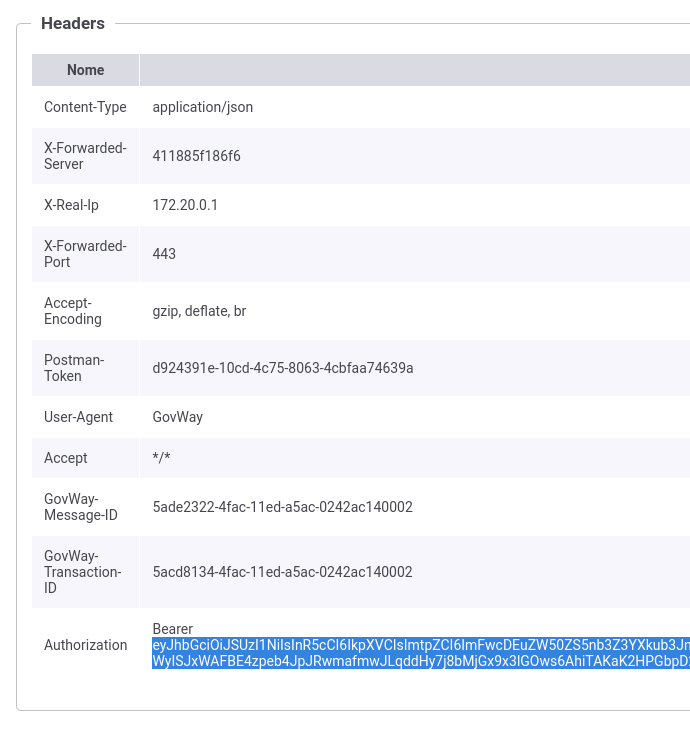 Headers
Nome
Content-Type application/json
X-Forwarded-
Server 411885f186f6
X-Real-Ip 172.20.0.1
X-Forwarded-
Port 443
Accept-
Encoding gzip, deflate, br
Postman-
Token d924391e-10cd-4c75-8063-4cbfaa74639a
User-Agent GovWay
Accept */*
GovWay-
Message-ID 5ade2322-4fac-11ed-a5ac-0242ac140002
GovWay-
Transaction-
ID 5acd8134-4fac-11ed-a5ac-0242ac140002
Bearer
Authorization eyJhbGciOiJSUzI1NiIsInR5cCI6IkpXVCIsImtpZCI6ImFwcDEuZW50ZS5nb3Z3YXkub3Jn
WylSJxWAFBE4zpeb4JpJRwmafmwJLqddHy7j8bMjGx9x3IGOws6AhiTAKaK2HPGbpD